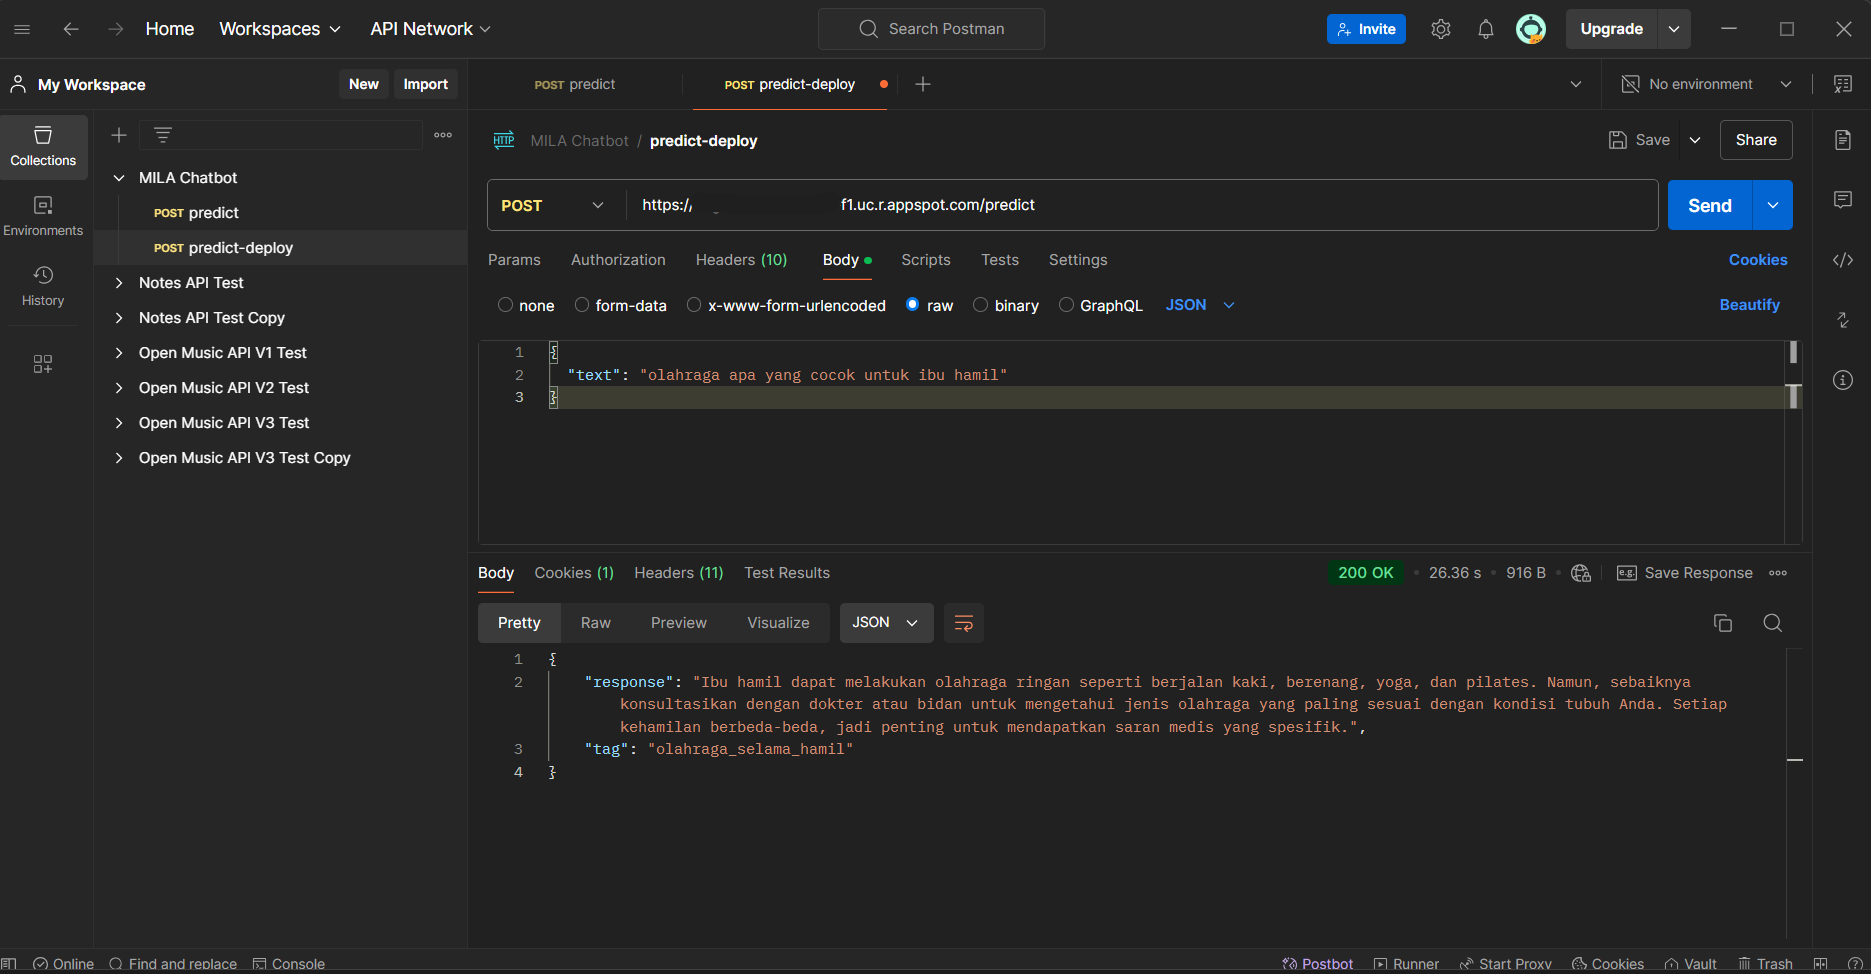 Home Workspaces API Network Search Postman Invite Upgrade
My Workspace New Import POST predict POST predict-deploy No environment
Collections
Environments
History
MILA Chatbot
POST predict
POST predict-deploy
Notes API Test
Notes API Test Copy
Open Music API V1 Test
Open Music API V2 Test
Open Music API V3 Test
Open Music API V3 Test Copy
HTTP MILA Chatbot / predict-deploy Save Share
POST https:// f1.uc.r.appspot.com/predict Send
Params Authorization Headers (10) Body Scripts Tests Settings Cookies
none form-data x-www-form-urlencoded raw binary GraphQL JSON Beautify
1 {
2 "text": "olahraga apa yang cocok untuk ibu hamil"
3 }
Body Cookies (1) Headers (11) Test Results 200 OK • 26.36 s • 916 B • e.g. Save Response
Pretty Raw Preview Visualize JSON
1 {
2 "response": "Ibu hamil dapat melakukan olahraga ringan seperti berjalan kaki, berenang, yoga, dan pilates. Namun, sebaiknya
konsultasikan dengan dokter atau bidan untuk mengetahui jenis olahraga yang paling sesuai dengan kondisi tubuh Anda. Setiap
kehamilan berbeda-beda, jadi penting untuk mendapatkan saran medis yang spesifik.",
3 "tag": "olahraga_selama_hamil"
4 }
Online Find and replace Console Postbot Runner Start Proxy Cookies Vault Trash